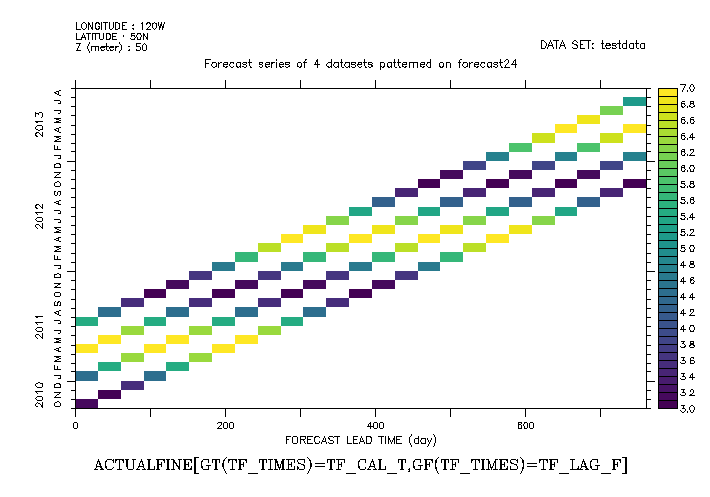 LONGITUDE : 120W
LATITUDE : 50N
Z (meter) : 50
DATA SET: testdata
Forecast series of 4 datasets patterned on forecast24
2013
2012
2011
2010
J
A
J
M
A
M
F
J
D
N
O
S
A
J
J
M
A
M
F
J
D
N
O
S
A
J
J
M
A
M
F
J
D
N
O
7.0
6.8
6.6
6.4
6.2
6.0
5.8
5.6
5.4
5.2
5.0
4.8
4.6
4.4
4.2
4.0
3.8
3.6
3.4
3.2
3.0
0
200
400
600
FORECAST LEAD TIME (day)
ACTUALFINE[GT(TF_TIMES)=TF_CAL_T,GF(TF_TIMES)=TF_LAG_F]